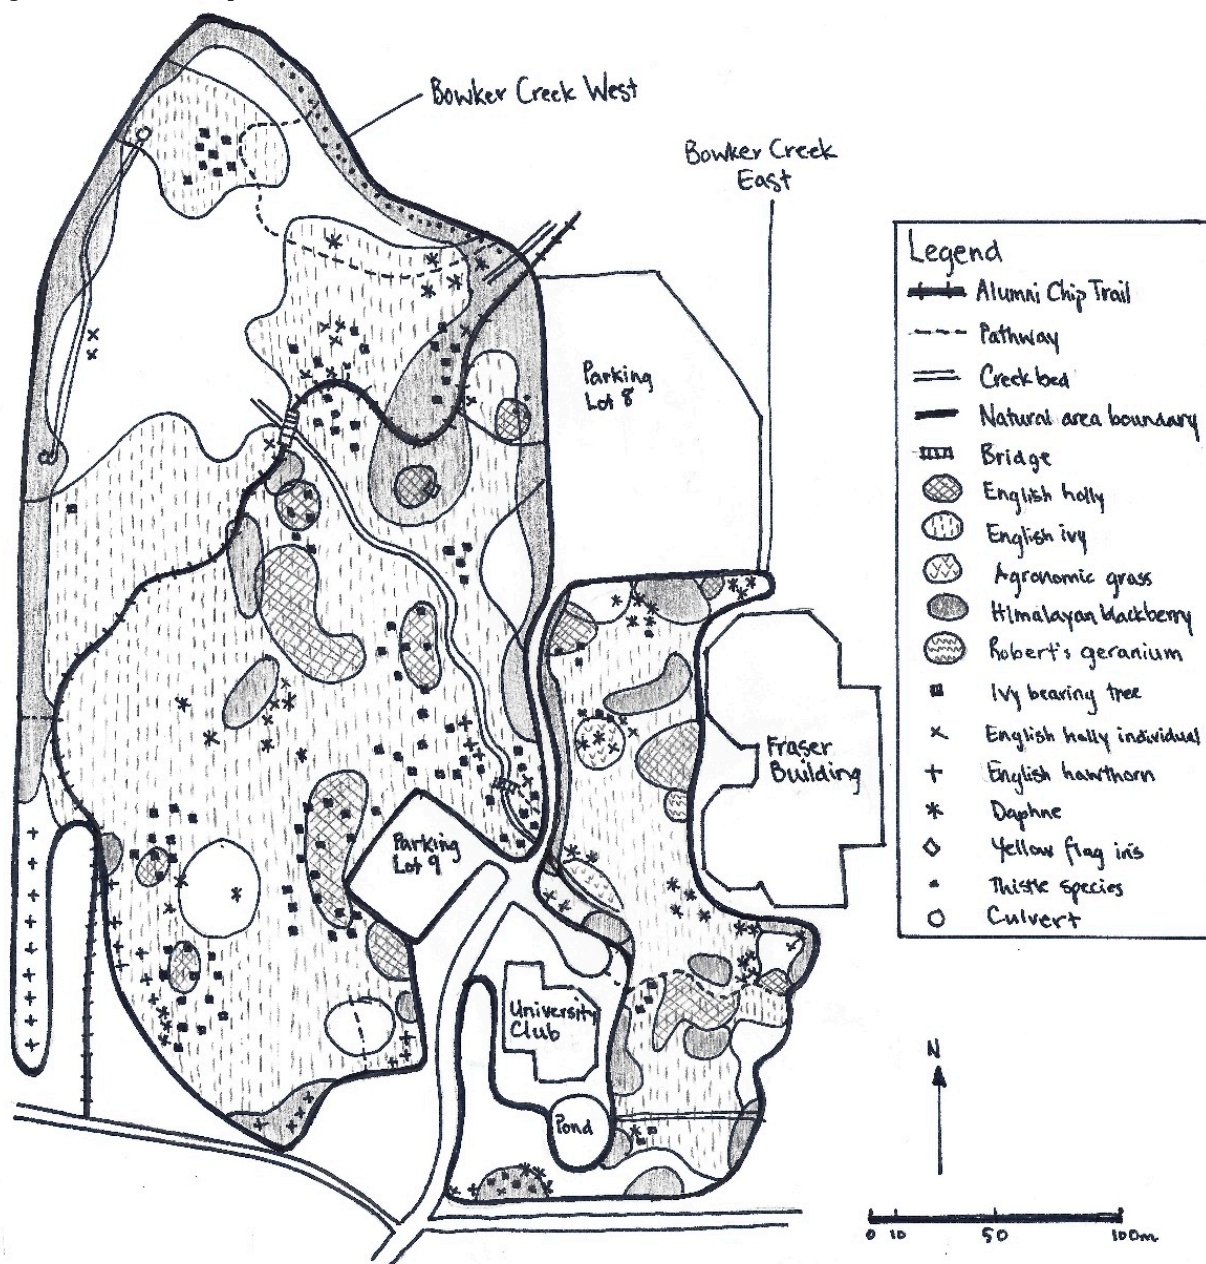 Bowker Creek West
Bowker Creek
East
Parking
Lot 8
Fraser
Building
Parking
Lot 9
University
Club
Pond
Legend
Alumni Chip Trail
Pathway
Creek bed
Natural area boundary
Bridge
English holly
English ivy
Agronomic grass
Himalayan blackberry
Robert's geranium
Ivy bearing tree
English holly individual
English hawthorn
Daphne
Yellow flag iris
Thistle species
Culvert
N
0 10 50 100m